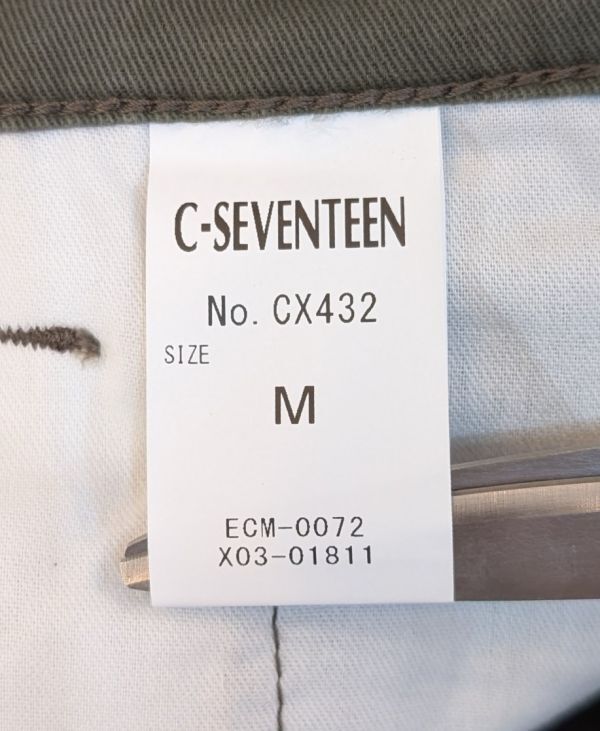 C-SEVENTEEN
No. CX432
SIZE
M
ECM-0072
X03-01811